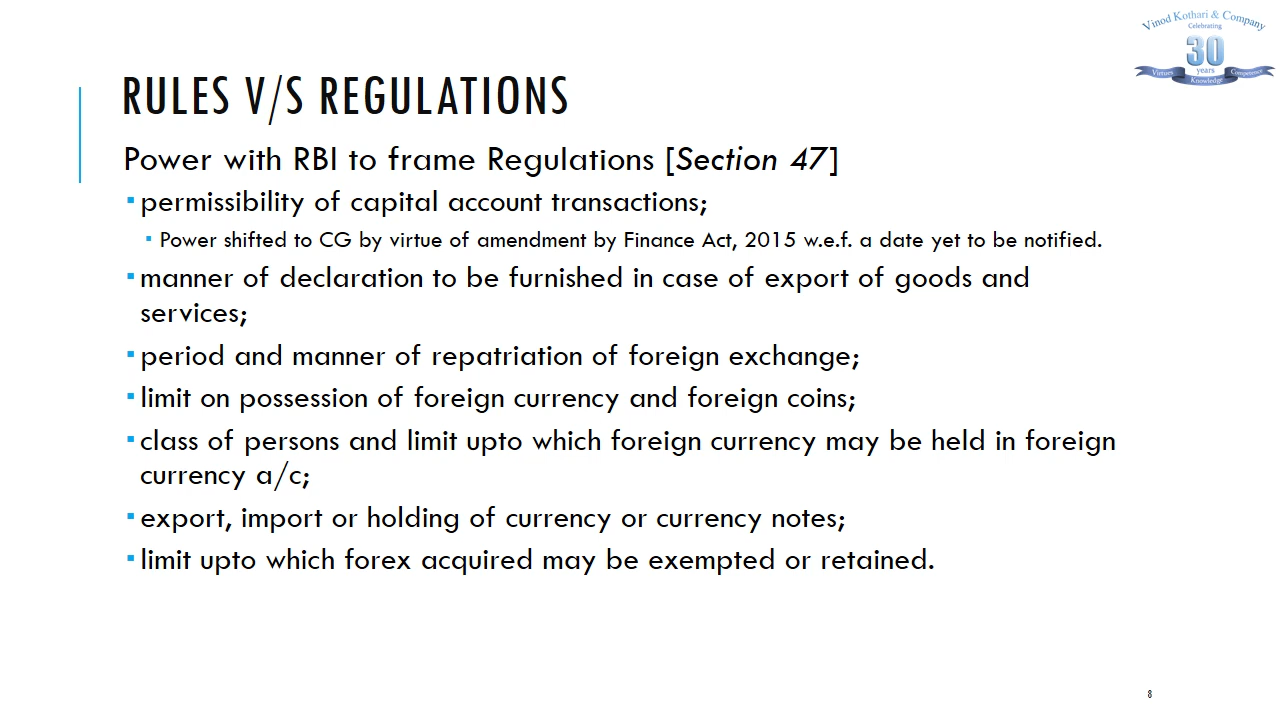 Vinod Kothari & Company
Celebrating
30
years
Virtues
Knowledge
Competence
RULES V/S REGULATIONS
Power with RBI to frame Regulations [Section 47]
▪ permissibility of capital account transactions;
▪ Power shifted to CG by virtue of amendment by Finance Act, 2015 w.e.f. a date yet to be notified.
▪ manner of declaration to be furnished in case of export of goods and
services;
▪ period and manner of repatriation of foreign exchange;
▪ limit on possession of foreign currency and foreign coins;
▪ class of persons and limit upto which foreign currency may be held in foreign
currency a/c;
▪ export, import or holding of currency or currency notes;
▪ limit upto which forex acquired may be exempted or retained.
8